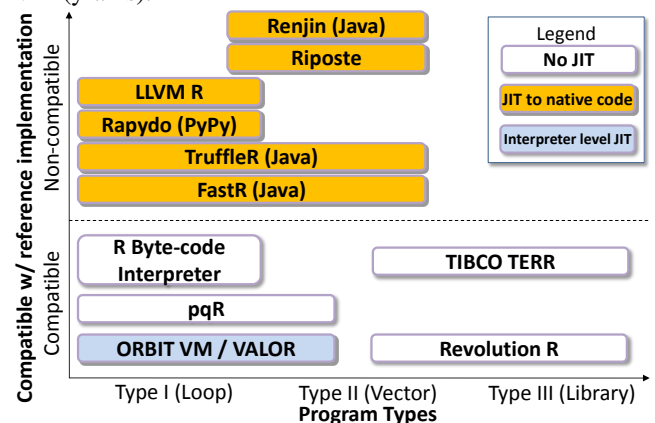 Renjin (Java)
Riposte
LLVM R
Rapydo (PyPy)
TruffleR (Java)
FastR (Java)
Legend
No JIT
JIT to native code
Interpreter level JIT
Compatible w/ reference implementation
Non-compatible
Compatible
R Byte-code
Interpreter
TIBCO TERR
pqR
ORBIT VM / VALOR
Revolution R
Type I (Loop)
Type II (Vector)
Type III (Library)
Program Types